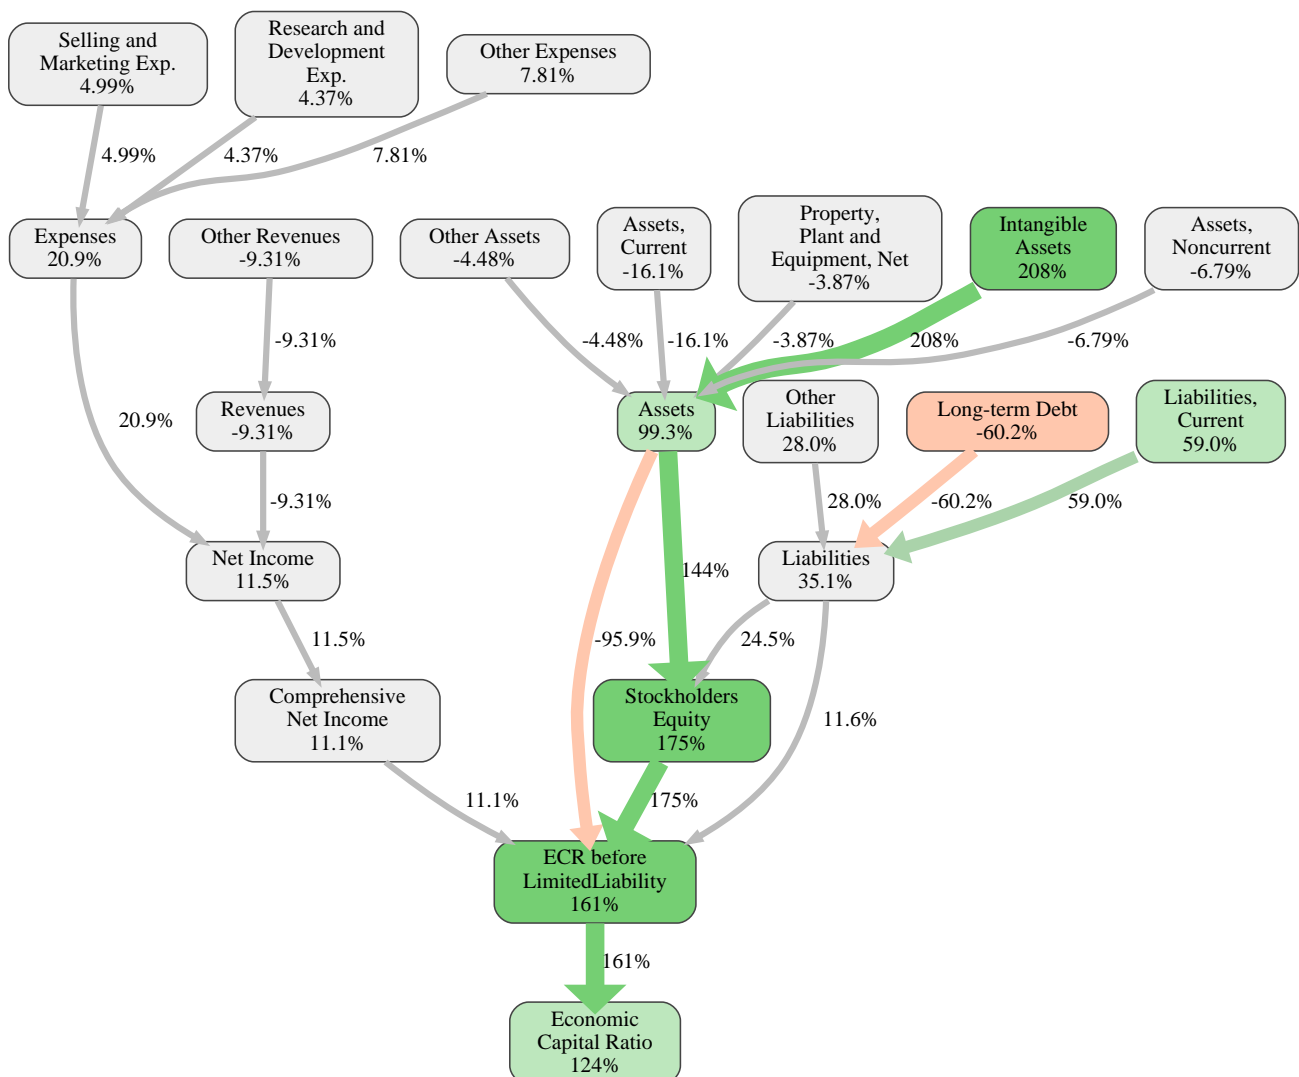 Selling and
Marketing Exp.
4.99%
Research and
Development
Exp.
4.37%
Other Expenses
7.81%
4.99%
4.37%
7.81%
Expenses
20.9%
Other Revenues
-9.31%
Other Assets
-4.48%
Assets,
Current
-16.1%
Property,
Plant and
Equipment, Net
-3.87%
Intangible
Assets
208%
Assets,
Noncurrent
-6.79%
-9.31%
-4.48%
-16.1%
-3.87%
208%
-6.79%
20.9%
Revenues
-9.31%
Assets
99.3%
Other
Liabilities
28.0%
Long-term Debt
-60.2%
Liabilities,
Current
59.0%
-9.31%
28.0%
-60.2%
59.0%
Net Income
11.5%
144%
Liabilities
35.1%
11.5%
-95.9%
24.5%
Comprehensive
Net Income
11.1%
Stockholders
Equity
175%
11.6%
11.1%
175%
ECR before
LimitedLiability
161%
161%
Economic
Capital Ratio
124%